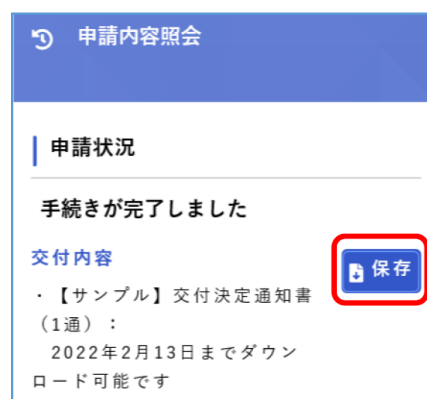 申請内容照会
申請状況
手続きが完了しました
交付内容
保存
・【サンプル】交付決定通知書
（1通）：
2022年2月13日までダウン
ロード可能です